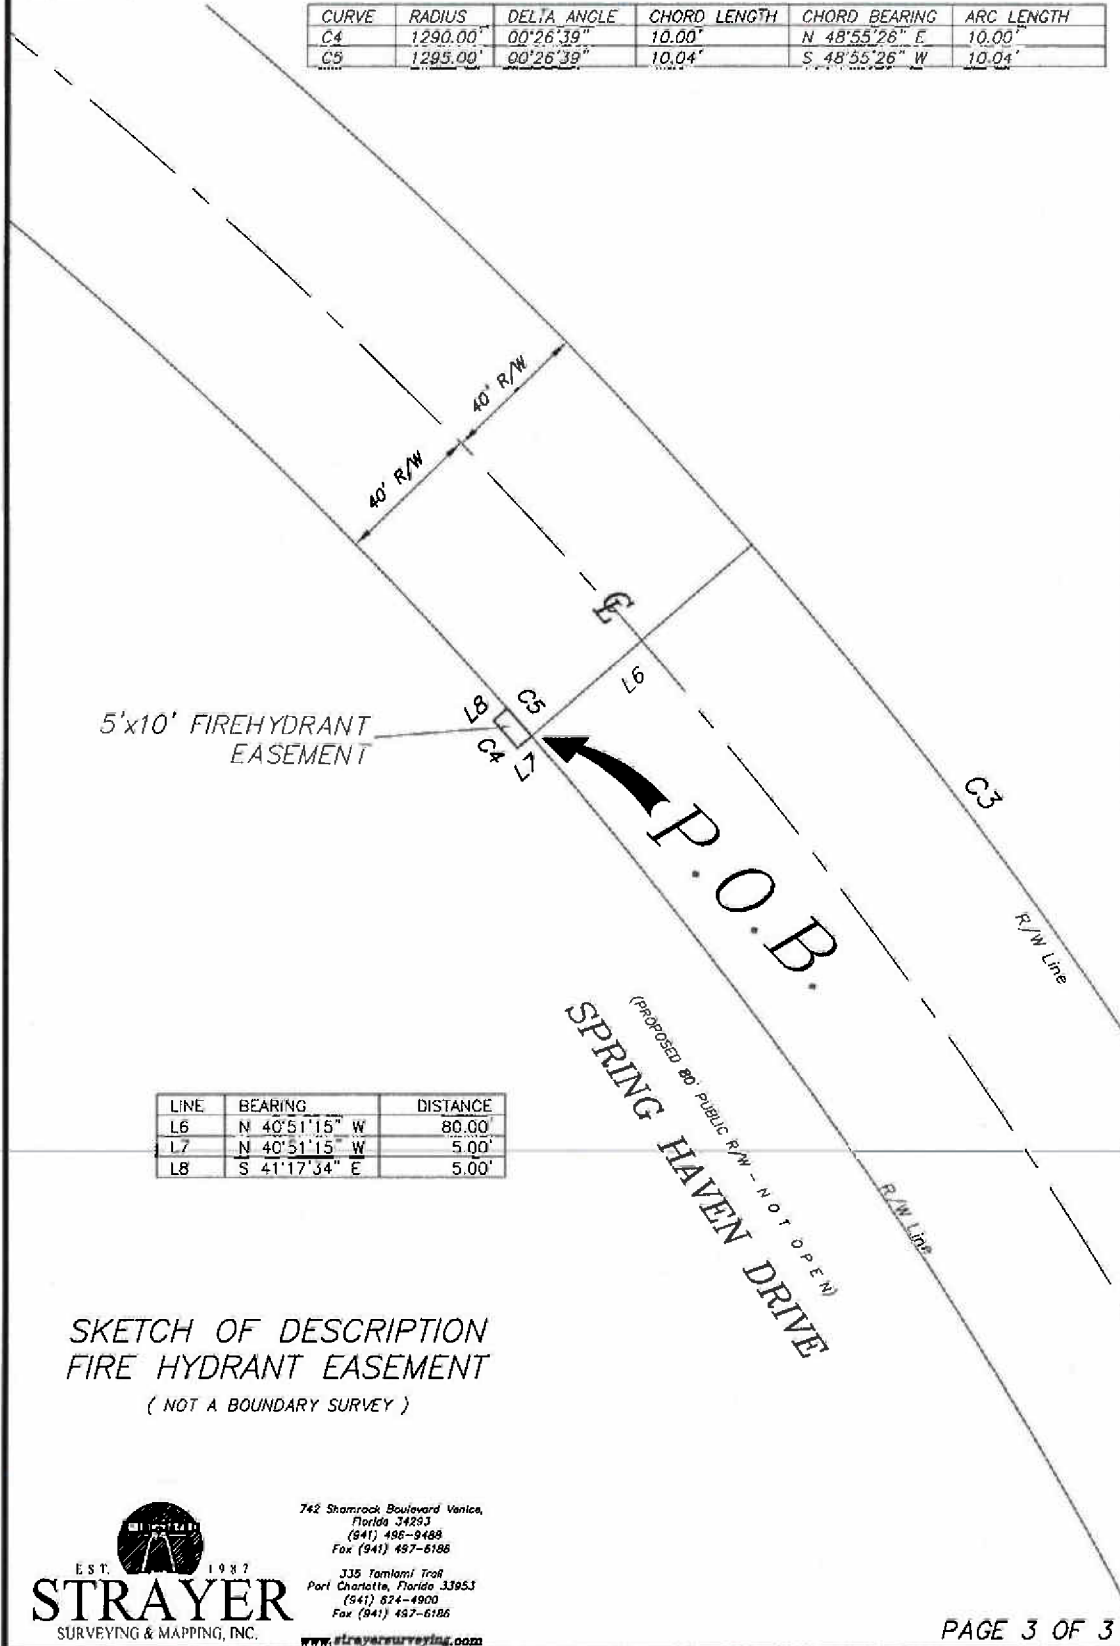 CURVE RADIUS DELTA ANGLE CHORD LENGTH CHORD BEARING ARC LENGTH
C4 1290.00' 00°26'39" 10.00' N 48°55'26" E 10.00'
C5 1295.00' 00°26'39" 10.04' S 48°55'26" W 10.04'
40' R/W
40' R/W
℄
L6
L8
C5
5'x10' FIREHYDRANT
EASEMENT
C4
L7
C3
P.O.B.
R/W Line
(PROPOSED 80' PUBLIC R/W - NOT OPEN)
SPRING HAVEN DRIVE
R/W Line
LINE BEARING DISTANCE
L6 N 40°51'15" W 80.00'
L7 N 40°51'15" W 5.00'
L8 S 41°17'34" E 5.00'
SKETCH OF DESCRIPTION
FIRE HYDRANT EASEMENT
( NOT A BOUNDARY SURVEY )
EST. 1987
STRAYER
SURVEYING & MAPPING, INC.
742 Shamrock Boulevard Venice,
Florida 34293
(941) 496-9488
Fax (941) 497-6186
335 Tamiami Trail
Port Charlotte, Florida 33953
(941) 624-4900
Fax (941) 497-6186
www.strayersurveying.com
PAGE 3 OF 3